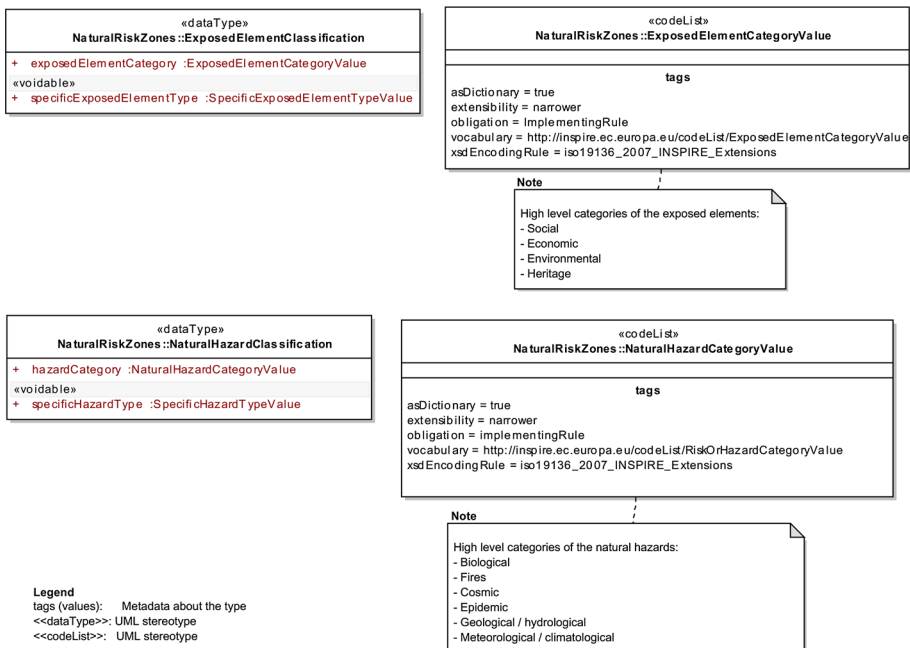 «dataType»
NaturalRiskZones::ExposedElementClassification
+ exposedElementCategory :ExposedElementCategoryValue
«voidable»
+ specificExposedElementType :SpecificExposedElementTypeValue
«codeList»
NaturalRiskZones::ExposedElementCategoryValue
tags
asDictionary = true
extensibility = narrower
obligation = ImplementingRule
vocabulary = http://inspire.ec.europa.eu/codeList/ExposedElementCategoryValue
xsdEncodingRule = iso19136_2007_INSPIRE_Extensions
Note
High level categories of the exposed elements:
- Social
- Economic
- Environmental
- Heritage
«dataType»
NaturalRiskZones::NaturalHazardClassification
+ hazardCategory :NaturalHazardCategoryValue
«voidable»
+ specificHazardType :SpecificHazardTypeValue
«codeList»
NaturalRiskZones::NaturalHazardCategoryValue
tags
asDictionary = true
extensibility = narrower
obligation = implementingRule
vocabulary = http://inspire.ec.europa.eu/codeList/RiskOrHazardCategoryValue
xsdEncodingRule = iso19136_2007_INSPIRE_Extensions
Note
High level categories of the natural hazards:
- Biological
- Fires
- Cosmic
- Epidemic
- Geological / hydrological
- Meteorological / climatological
Legend
tags (values): Metadata about the type
<<dataType>>: UML stereotype
<<codeList>>: UML stereotype